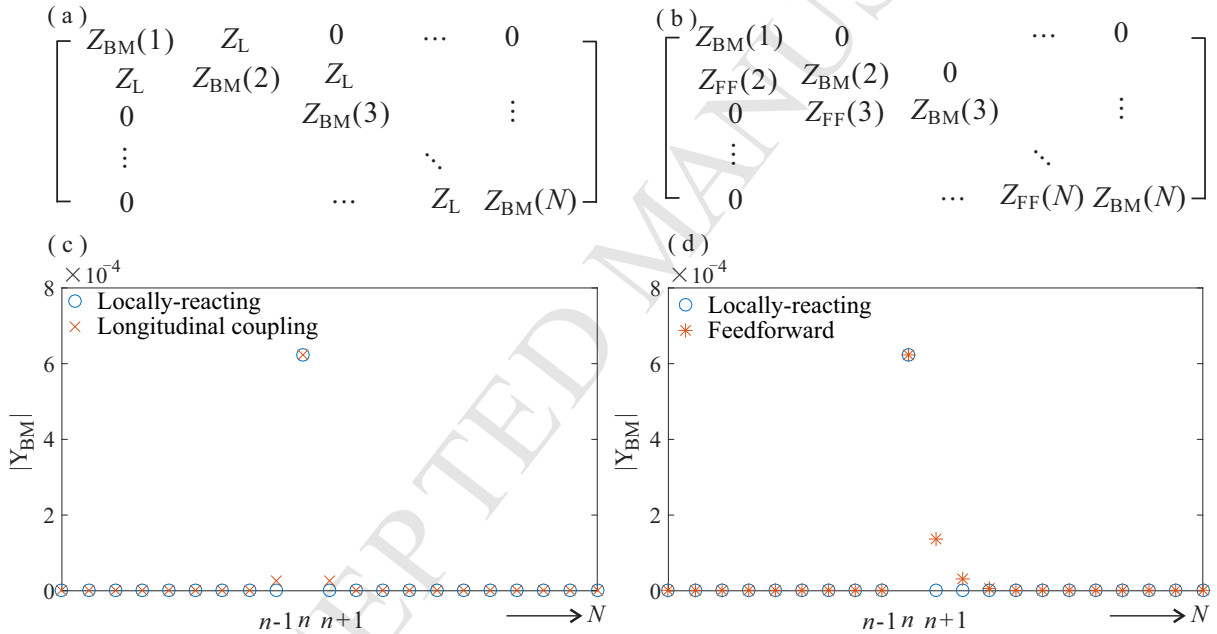 (a)
Z_BM(1) Z_L 0 ⋯ 0
Z_L Z_BM(2) Z_L
0 Z_BM(3) ⋮
⋮ ⋱
0 ⋯ Z_L Z_BM(N)
(b)
Z_BM(1) 0 ⋯ 0
Z_FF(2) Z_BM(2) 0
0 Z_FF(3) Z_BM(3) ⋮
⋮ ⋱
0 ⋯ Z_FF(N) Z_BM(N)
(c)
×10⁻⁴
8
6
4
2
0
|Y_BM|
Locally-reacting
Longitudinal coupling
n-1 n n+1 → N
(d)
×10⁻⁴
8
6
4
2
0
|Y_BM|
Locally-reacting
Feedforward
n-1 n n+1 → N